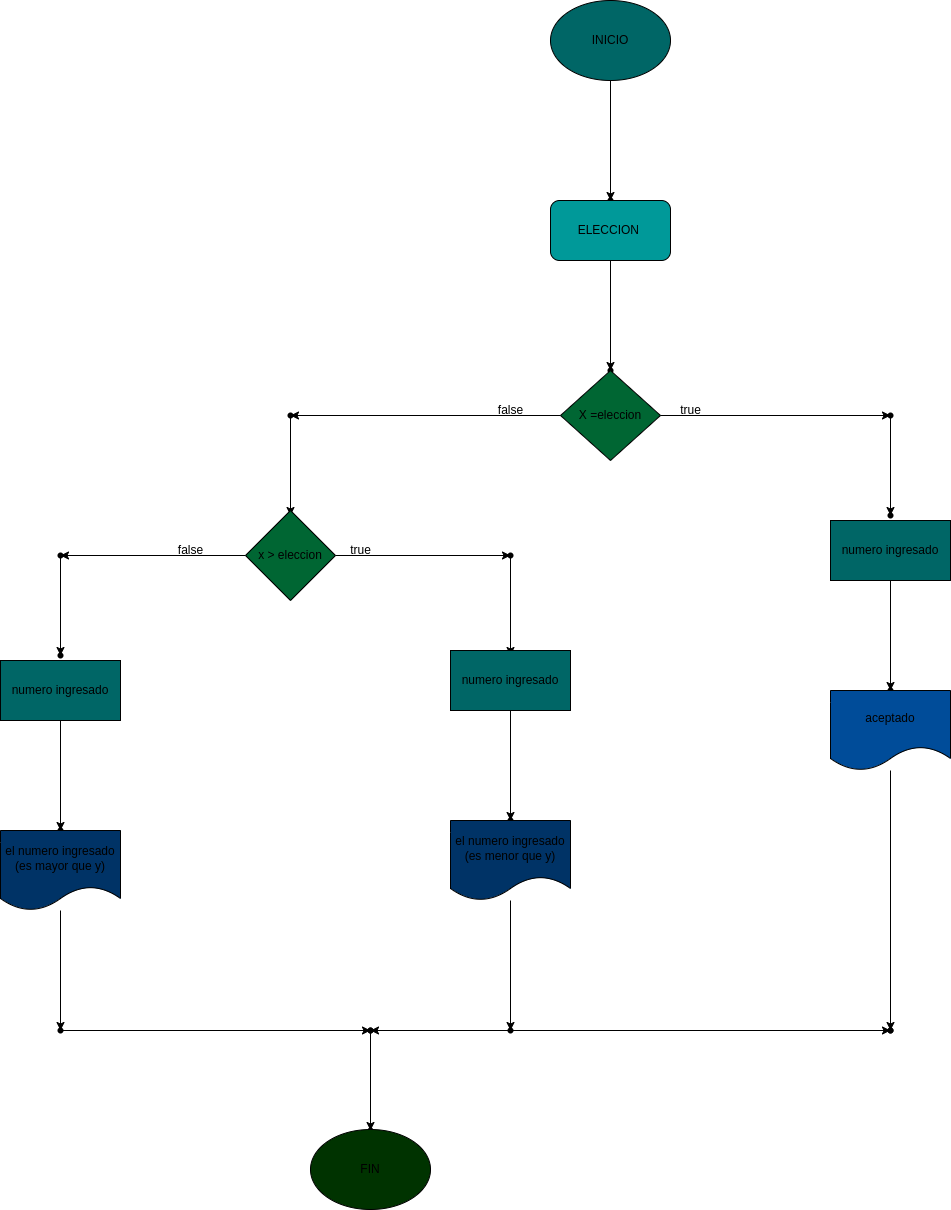 INICIO
ELECCION
false
X =eleccion
true
false
x > eleccion
true
numero ingresado
numero ingresado
numero ingresado
aceptado
el numero ingresado
(es mayor que y)
el numero ingresado
(es menor que y)
FIN